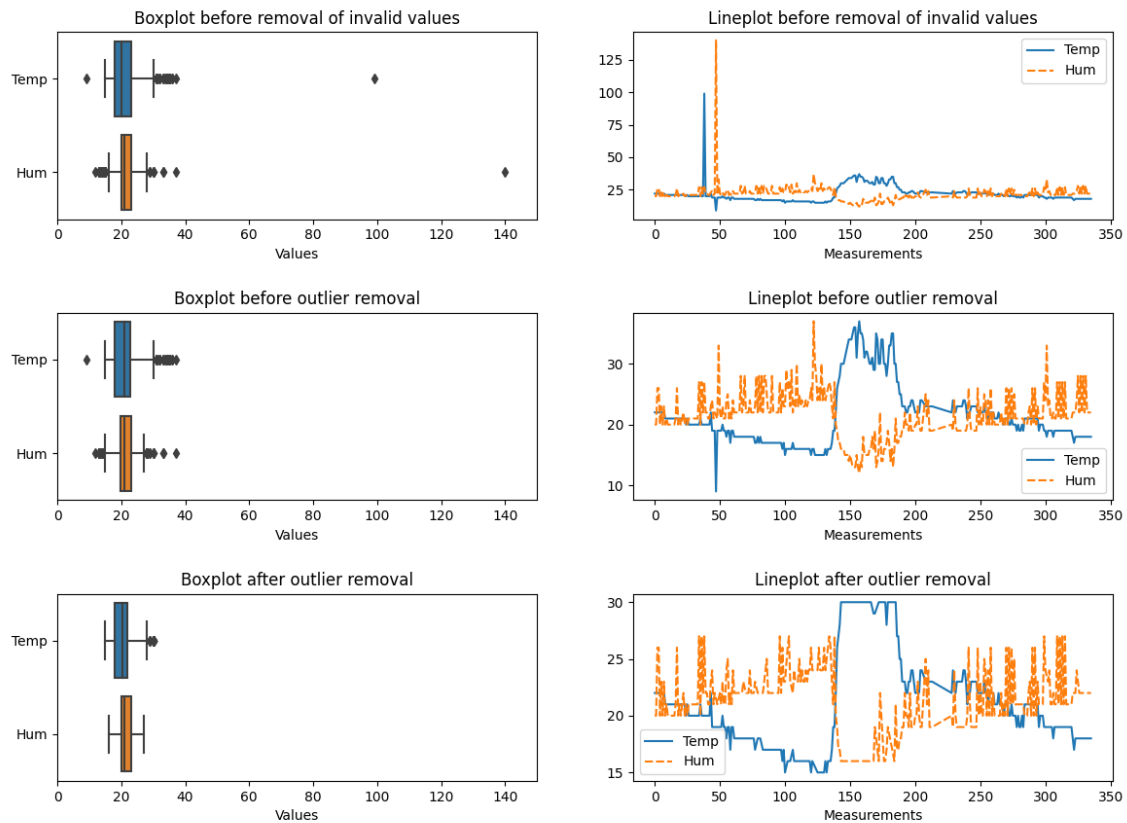 Boxplot before removal of invalid values
Temp
Hum
0 20 40 60 80 100 120 140
Values
Lineplot before removal of invalid values
125
100
75
50
25
Temp
Hum
0 50 100 150 200 250 300 350
Measurements
Boxplot before outlier removal
Temp
Hum
0 20 40 60 80 100 120 140
Values
Lineplot before outlier removal
30
20
10
Temp
Hum
0 50 100 150 200 250 300 350
Measurements
Boxplot after outlier removal
Temp
Hum
0 20 40 60 80 100 120 140
Values
Lineplot after outlier removal
30
25
20
15
Temp
Hum
0 50 100 150 200 250 300 350
Measurements